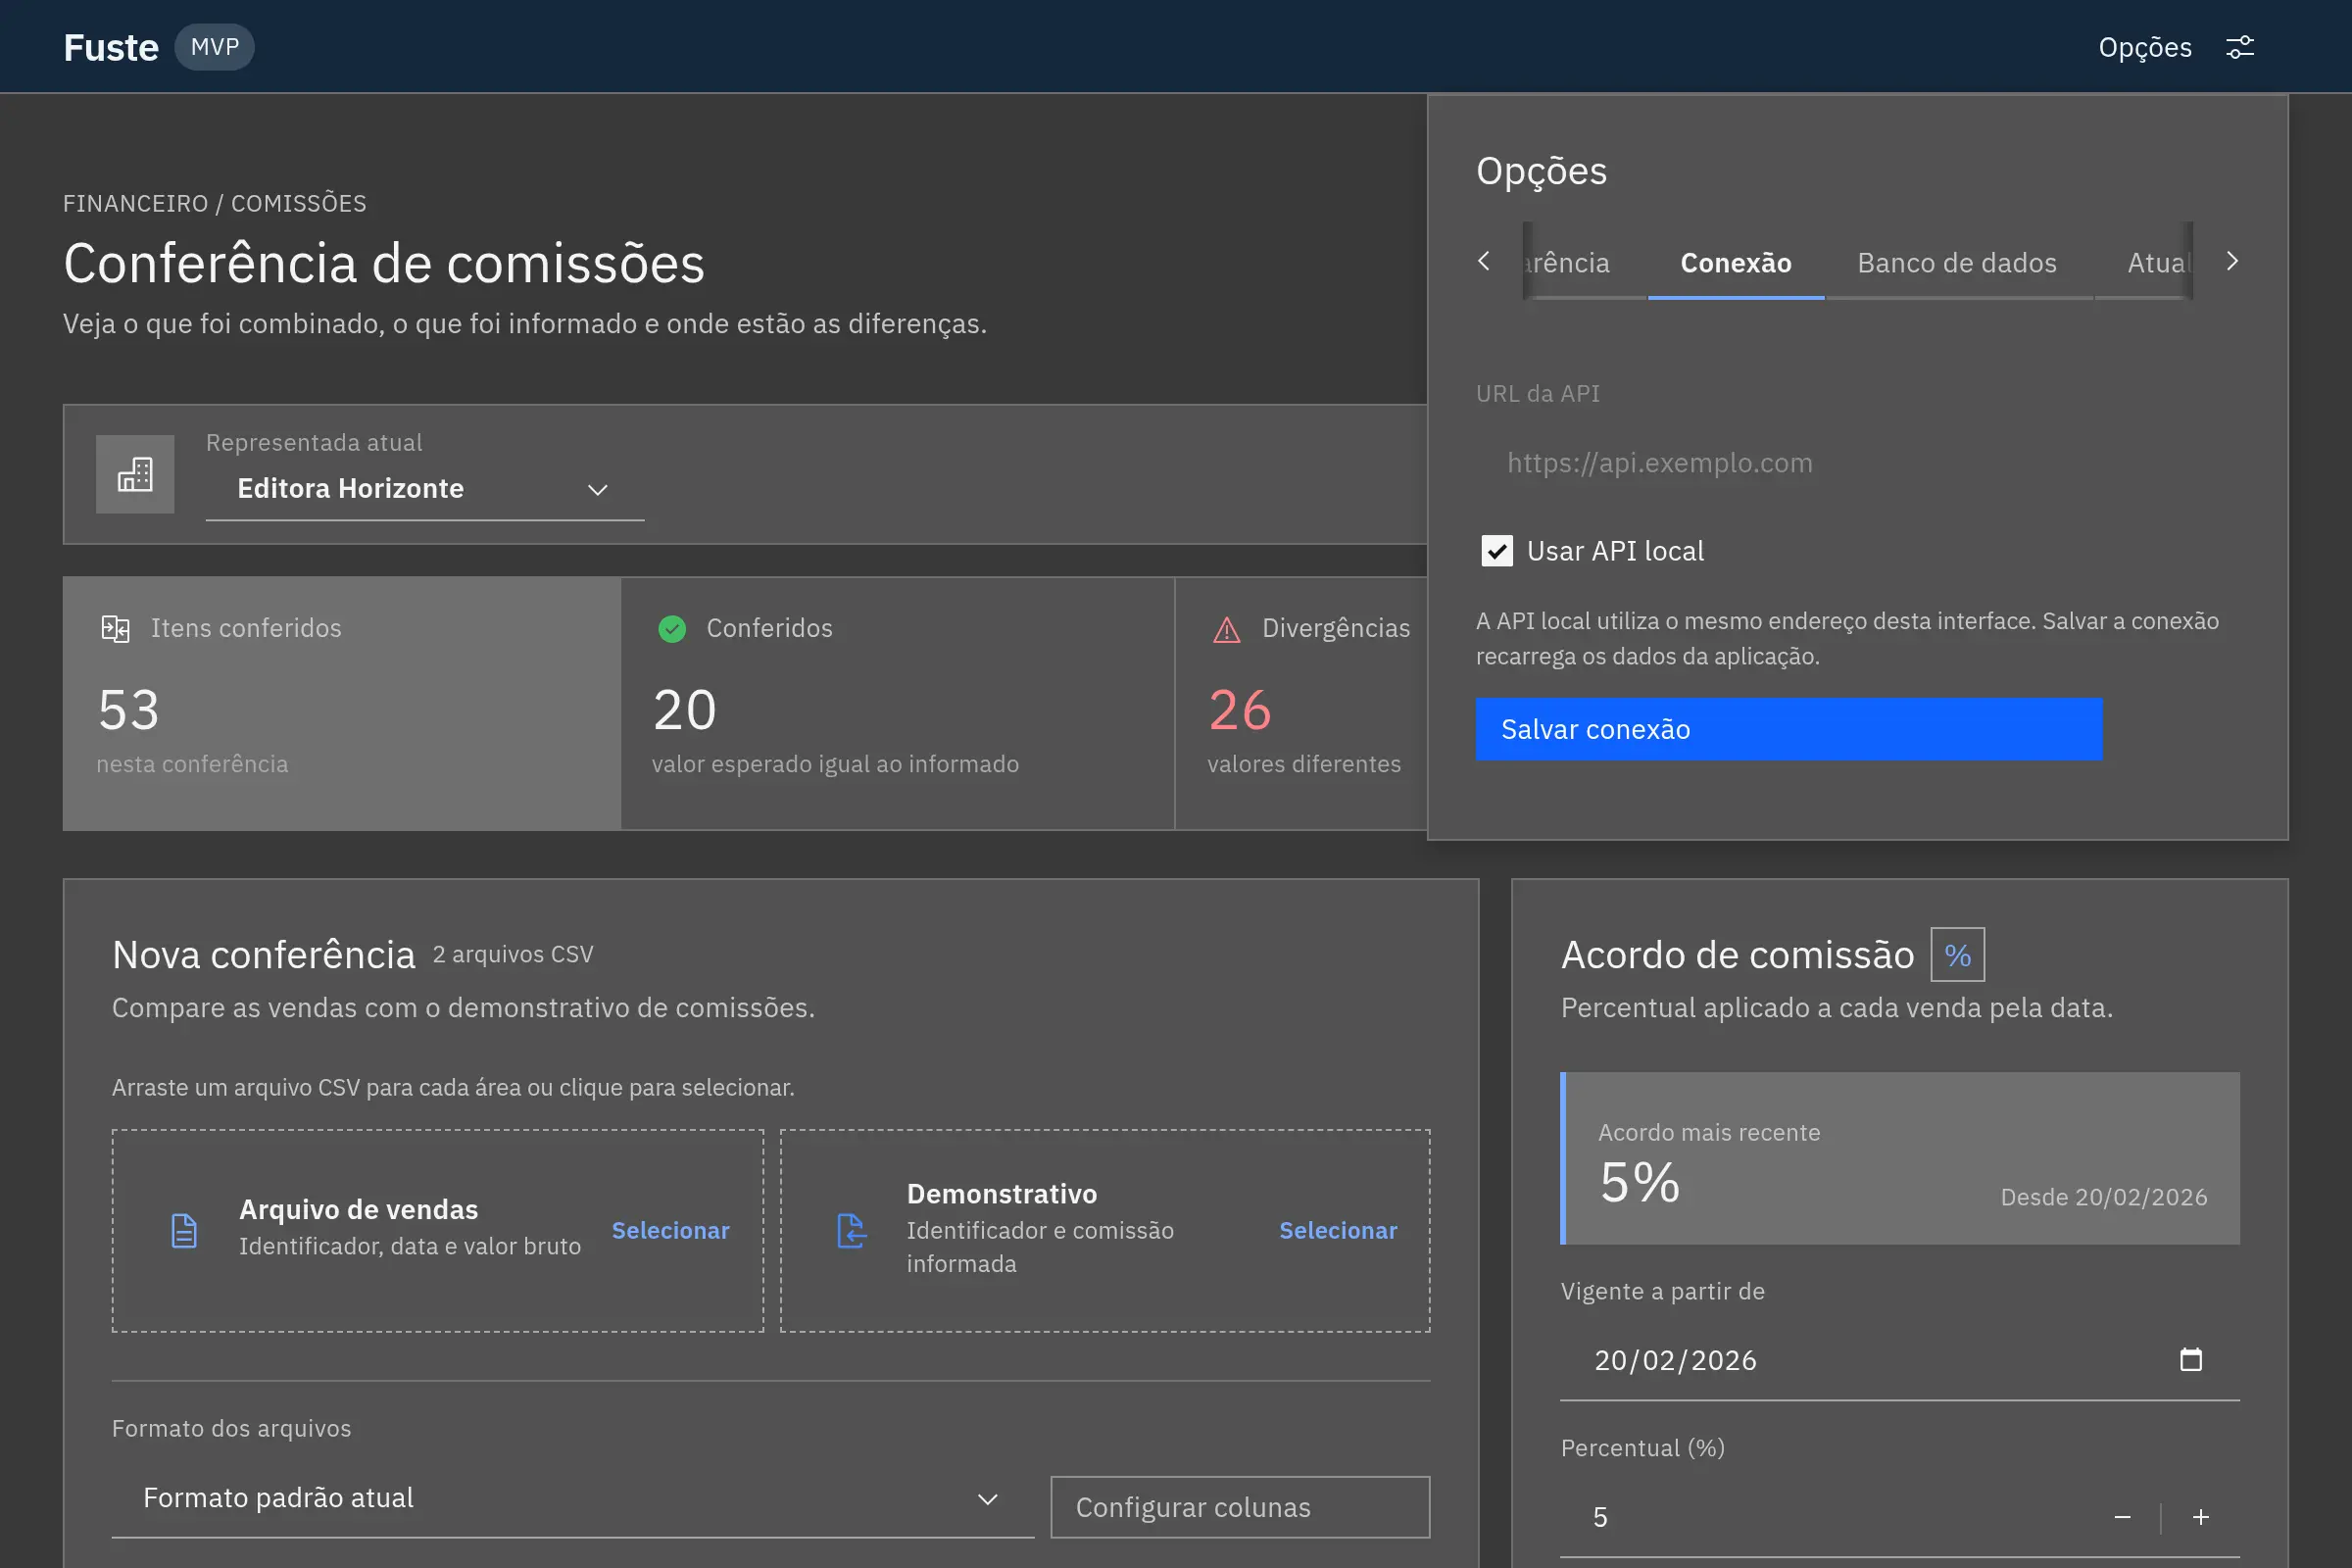 Fuste
MVP
Opções
FINANCEIRO / COMISSÕES
Conferência de comissões
Veja o que foi combinado, o que foi informado e onde estão as diferenças.
Representada atual
Editora Horizonte
Itens conferidos
53
nesta conferência
Conferidos
20
valor esperado igual ao informado
Divergências
26
valores diferentes
Opções
arência
Conexão
Banco de dados
Atual
URL da API
https://api.exemplo.com
Usar API local
A API local utiliza o mesmo endereço desta interface. Salvar a conexão
recarrega os dados da aplicação.
Salvar conexão
Nova conferência
2 arquivos CSV
Compare as vendas com o demonstrativo de comissões.
Arraste um arquivo CSV para cada área ou clique para selecionar.
Arquivo de vendas
Identificador, data e valor bruto
Selecionar
Demonstrativo
Identificador e comissão
informada
Selecionar
Formato dos arquivos
Formato padrão atual
Configurar colunas
Acordo de comissão
%
Percentual aplicado a cada venda pela data.
Acordo mais recente
5%
Desde 20/02/2026
Vigente a partir de
20/02/2026
Percentual (%)
5